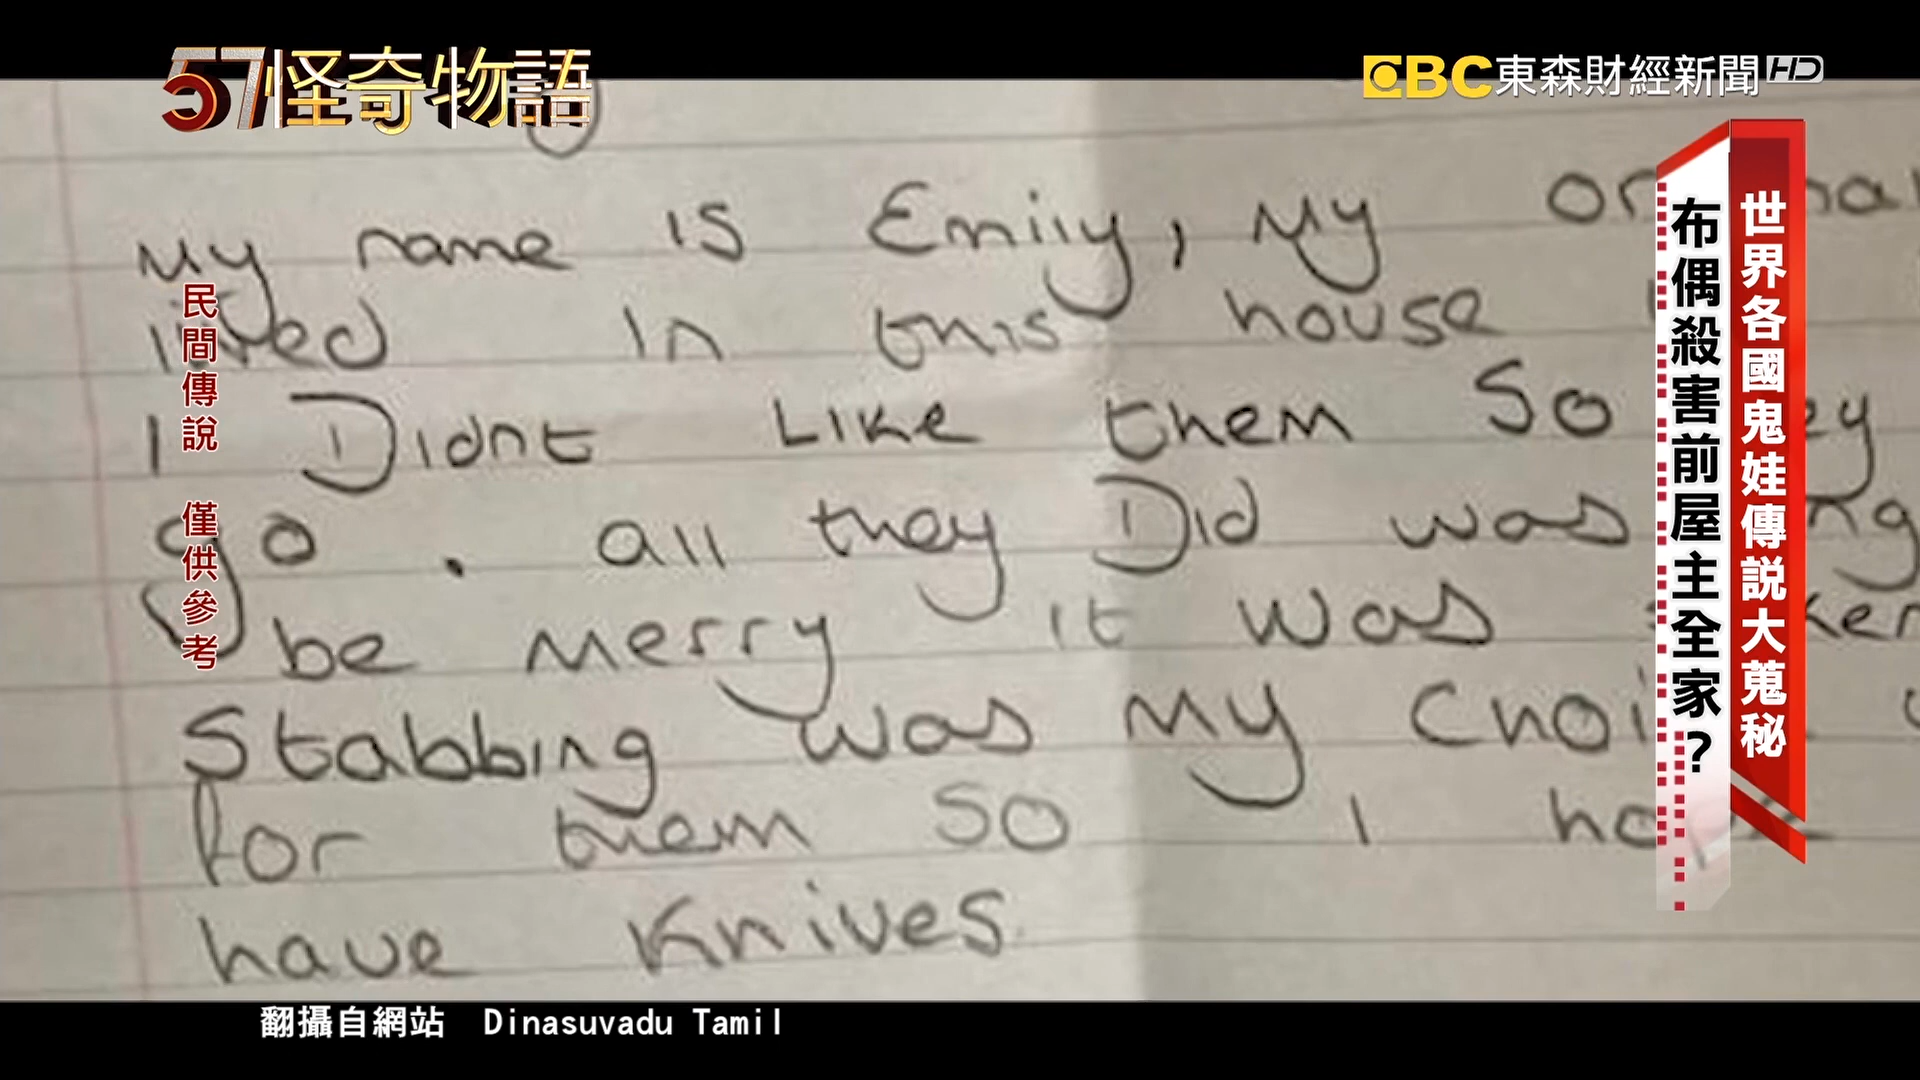 57怪奇物語
EBC東森財經新聞HD
My name is Emily, My
lived in this house
I Didnt Like them so
go. all they Did was
be merry it was
Stabbing was my
for them so I
have knives
民間傳說 僅供參考
世界各國鬼娃傳說大蒐秘
布偶殺害前屋主全家?
翻攝自網站 Dinasuvadu Tamil